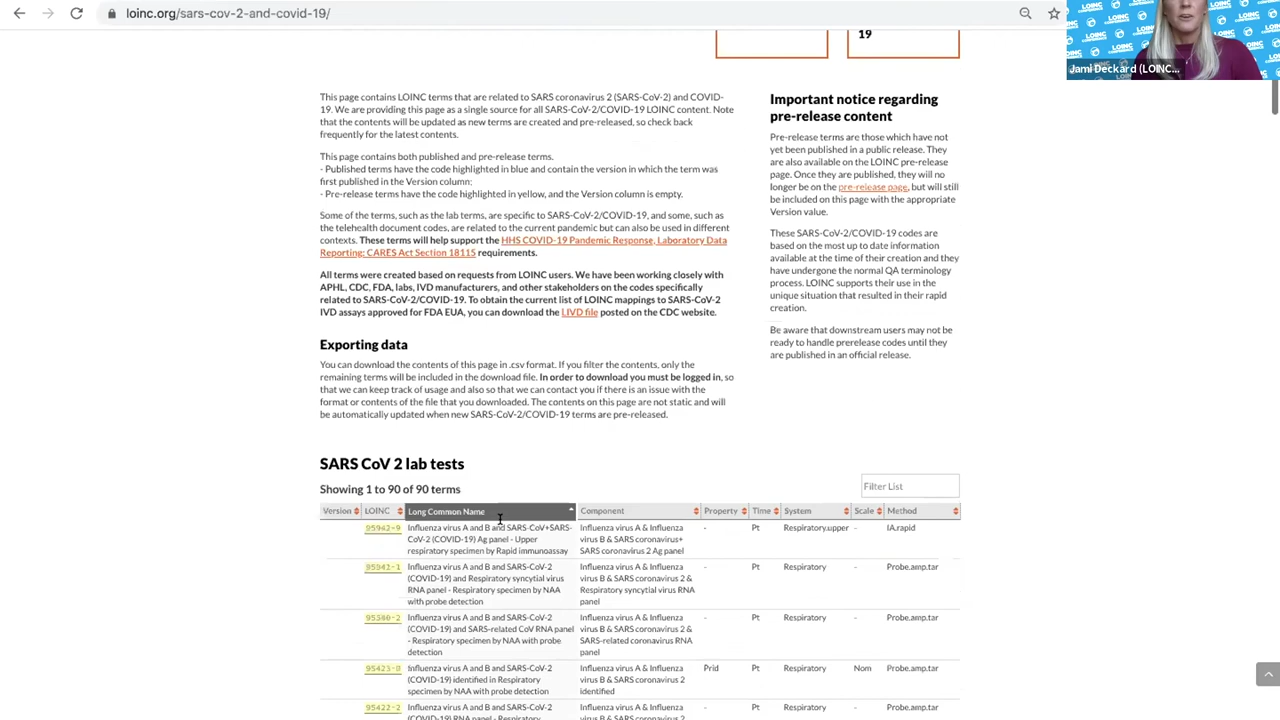 loinc.org/sars-cov-2-and-covid-19/
LOINC
Jami Deckard (LOINC...
19
This page contains LOINC terms that are related to SARS coronavirus 2 (SARS-CoV-2) and COVID-
19. We are providing this page as a single source for all SARS-CoV-2/COVID-19 LOINC content. Note
that the contents will be updated as new terms are created and pre-released, so check back
frequently for the latest contents.
This page contains both published and pre-release terms.
- Published terms have the code highlighted in blue and contain the version in which the term was
first published in the Version column;
- Pre-release terms have the code highlighted in yellow, and the Version column is empty.
Some of the terms, such as the lab terms, are specific to SARS-CoV-2/COVID-19, and some, such as
the telehealth document codes, are related to the current pandemic but can also be used in different
contexts. These terms will help support the HHS COVID-19 Pandemic Response, Laboratory Data
Reporting: CARES Act Section 18115 requirements.
All terms were created based on requests from LOINC users. We have been working closely with
APHL, CDC, FDA, labs, IVD manufacturers, and other stakeholders on the codes specifically
related to SARS-CoV-2/COVID-19. To obtain the current list of LOINC mappings to SARS-CoV-2
IVD assays approved for FDA EUA, you can download the LIVD file posted on the CDC website.
Exporting data
You can download the contents of this page in .csv format. If you filter the contents, only the
remaining terms will be included in the download file. In order to download you must be logged in, so
that we can keep track of usage and also so that we can contact you if there is an issue with the
format or contents of the file that you downloaded. The contents on this page are not static and will
be automatically updated when new SARS-CoV-2/COVID-19 terms are pre-released.
Important notice regarding
pre-release content
Pre-release terms are those which have not
yet been published in a public release. They
are also available on the LOINC pre-release
page. Once they are published, they will no
longer be on the pre-release page, but will still
be included on this page with the appropriate
Version value.
These SARS-CoV-2/COVID-19 codes are
based on the most up to date information
available at the time of their creation and they
have undergone the normal QA terminology
process. LOINC supports their use in the
unique situation that resulted in their rapid
creation.
Be aware that downstream users may not be
ready to handle prerelease codes until they
are published in an official release.
SARS CoV 2 lab tests
Showing 1 to 90 of 90 terms
Filter List
Version LOINC Long Common Name Component Property Time System Scale Method
95942-9 Influenza virus A and B and SARS-CoV+SARS- Influenza virus A & Influenza - Pt Respiratory.upper - IA.rapid
CoV-2 (COVID-19) Ag panel - Upper virus B & SARS coronavirus+
respiratory specimen by Rapid immunoassay SARS coronavirus 2 Ag panel
95941-1 Influenza virus A and B and SARS-CoV-2 Influenza virus A & Influenza - Pt Respiratory - Probe.amp.tar
(COVID-19) and Respiratory syncytial virus virus B & SARS coronavirus 2 &
RNA panel - Respiratory specimen by NAA Respiratory syncytial virus RNA
with probe detection panel
95380-2 Influenza virus A and B and SARS-CoV-2 Influenza virus A & Influenza - Pt Respiratory - Probe.amp.tar
(COVID-19) and SARS-related CoV RNA panel virus B & SARS coronavirus 2 &
- Respiratory specimen by NAA with probe SARS-related coronavirus RNA
detection panel
95423-0 Influenza virus A and B and SARS-CoV-2 Influenza virus A & Influenza Prid Pt Respiratory Nom Probe.amp.tar
(COVID-19) identified in Respiratory virus B & SARS coronavirus 2
specimen by NAA with probe detection identified
95422-2 Influenza virus A and B and SARS-CoV-2 Influenza virus A & Influenza - Pt Respiratory - Probe.amp.tar
(COVID-19) RNA panel - Respiratory virus B & SARS coronavirus 2